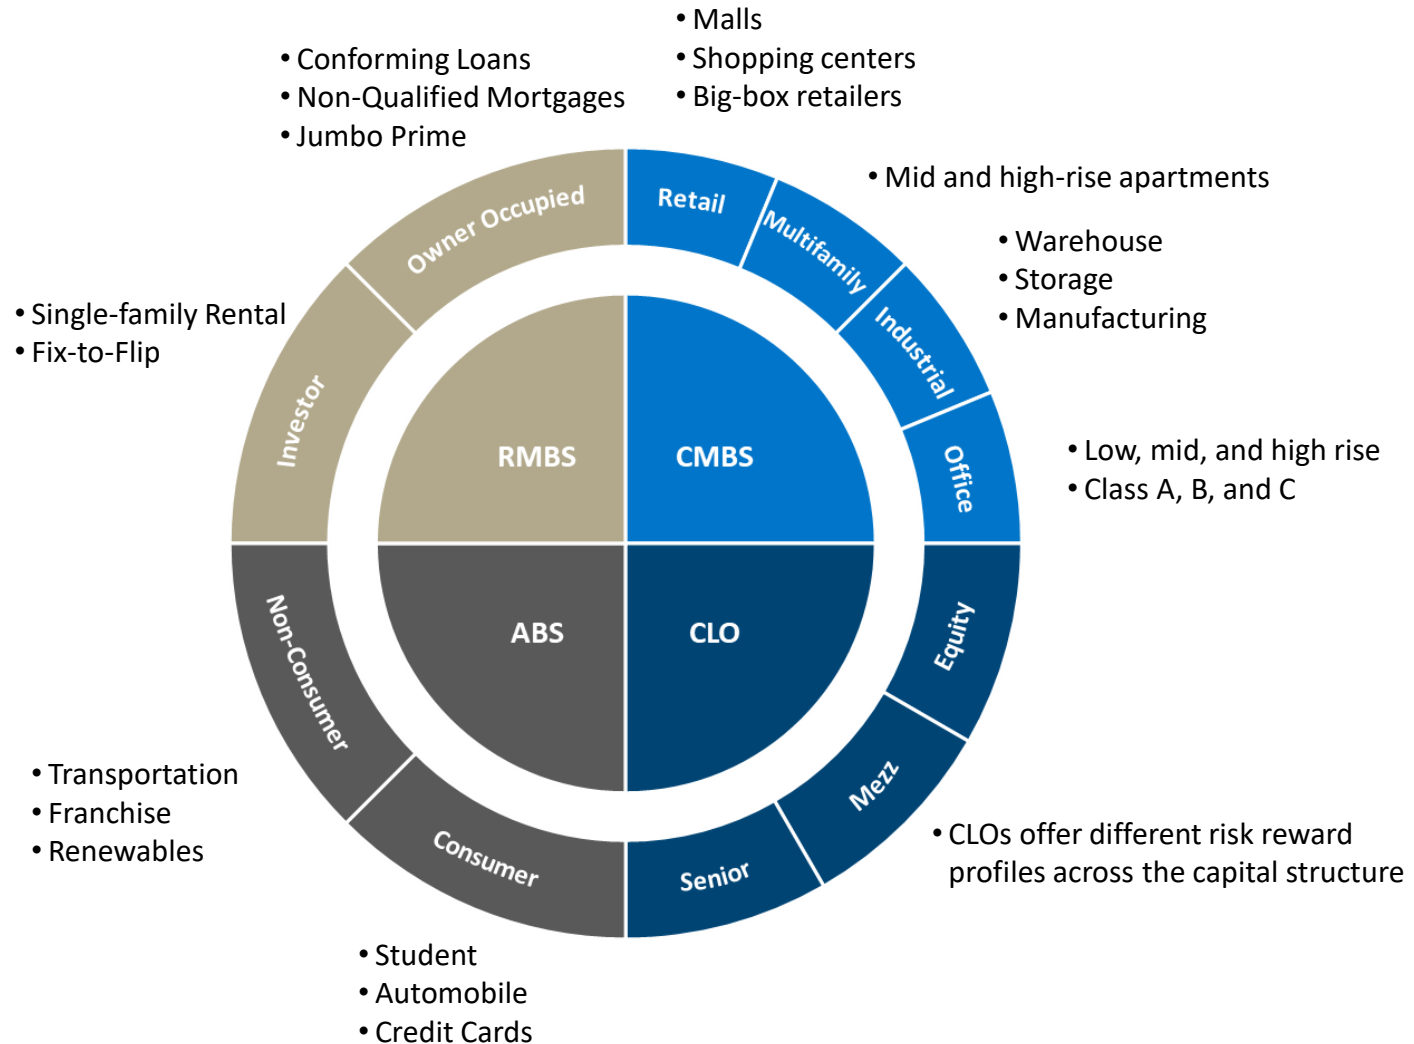 • Malls
• Shopping centers
• Big-box retailers
• Conforming Loans
• Non-Qualified Mortgages
• Jumbo Prime
• Mid and high-rise apartments
• Warehouse
• Storage
• Manufacturing
• Single-family Rental
• Fix-to-Flip
• Low, mid, and high rise
• Class A, B, and C
Owner Occupied
Retail
Multifamily
Industrial
Office
Investor
RMBS
CMBS
ABS
CLO
Non-Consumer
Equity
Mezz
Consumer
Senior
• Transportation
• Franchise
• Renewables
• CLOs offer different risk reward
profiles across the capital structure
• Student
• Automobile
• Credit Cards